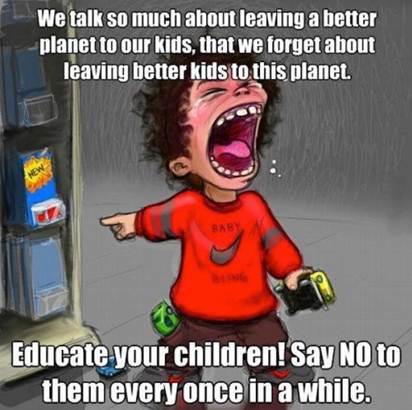 We talk so much about leaving a better
planet to our kids, that we forget about
leaving better kids to this planet.
NEW
BABY
BLING
Educate your children! Say NO to
them every once in a while.